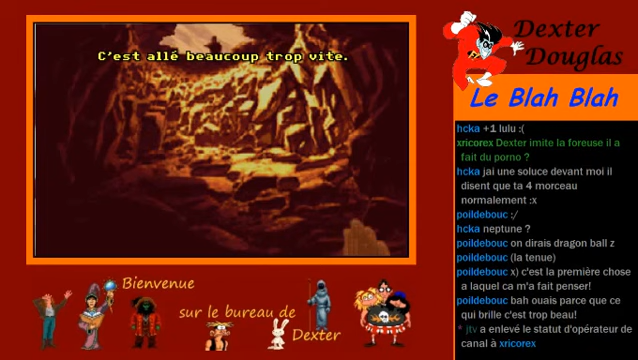 C'est allé beaucoup trop vite.
Dexter
Douglas
Le Blah Blah
hcka +1 lulu :(
xricorex Dexter imite la foreuse il a
fait du porno ?
hcka jai une soluce devant moi il
disent que ta 4 morceau
normalement :x
poildebouc :/
hcka neptune ?
poildebouc on dirais dragon ball z
poildebouc (la tenue)
poildebouc x) c'est la première chose
a laquel ca m'a fait penser!
poildebouc bah ouais parce que ce
qui brille c'est trop beau!
* jtv a enlevé le statut d'opérateur de
canal à xricorex
Bienvenue
sur le bureau de
Dexter